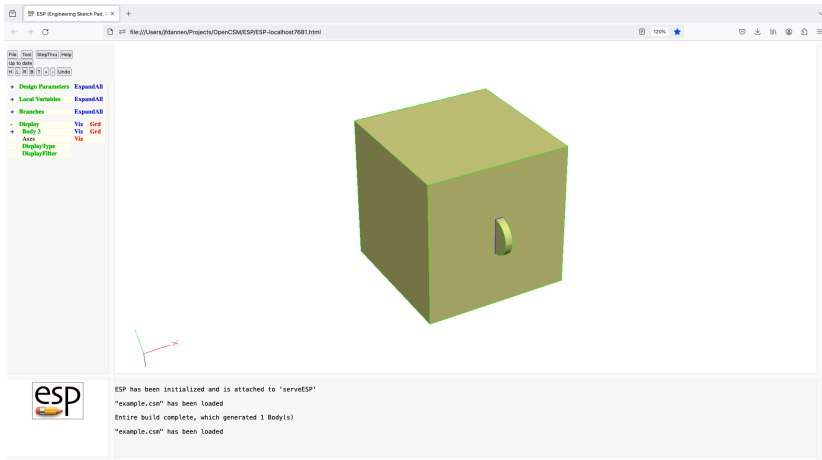 ESP (Engineering Sketch Pad, V
file:///Users/jfdannen/Projects/OpenCSM/ESP/ESP-localhost7681.html
120%
File Tool StepThru Help
Up to date
H L R B T + - Undo
+ Design Parameters ExpandAll
+ Local Variables ExpandAll
+ Branches ExpandAll
- Display Viz Grd
+ Body 3 Viz Grd
Axes Viz
DisplayType
DisplayFilter
X
esp
ESP has been initialized and is attached to 'serveESP'
"example.csm" has been loaded
Entire build complete, which generated 1 Body(s)
"example.csm" has been loaded